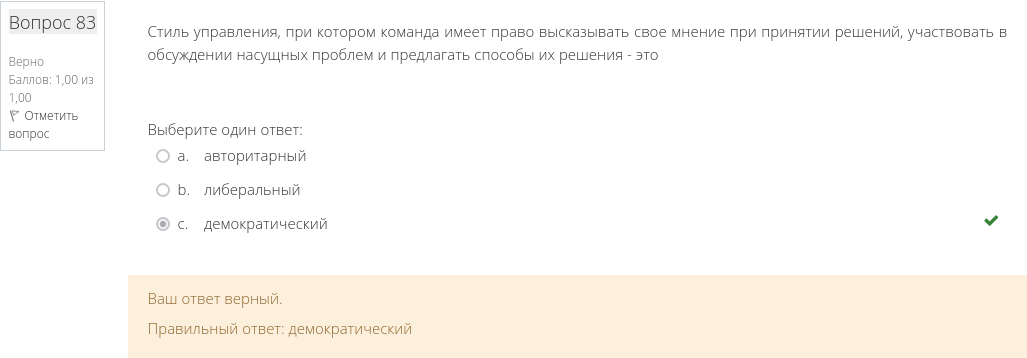 Вопрос 83
Верно
Баллов: 1,00 из
1,00
Отметить
вопрос
Стиль управления, при котором команда имеет право высказывать свое мнение при принятии решений, участвовать в
обсуждении насущных проблем и предлагать способы их решения - это
Выберите один ответ:
a. авторитарный
b. либеральный
c. демократический
Ваш ответ верный.
Правильный ответ: демократический